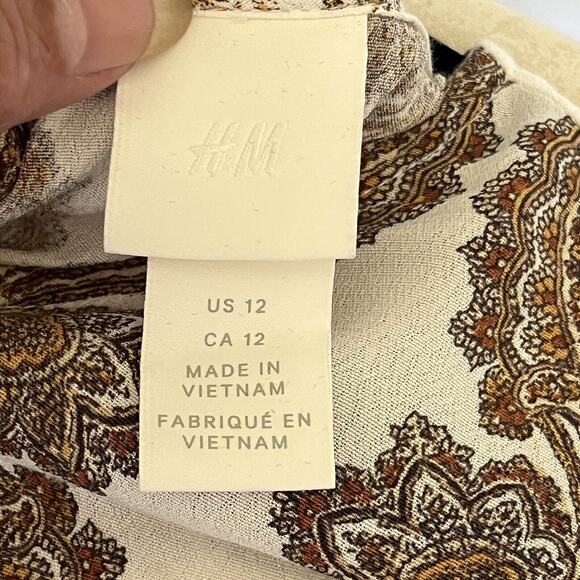 H&M
US 12
CA 12
MADE IN
VIETNAM
FABRIQUÉ EN
VIETNAM